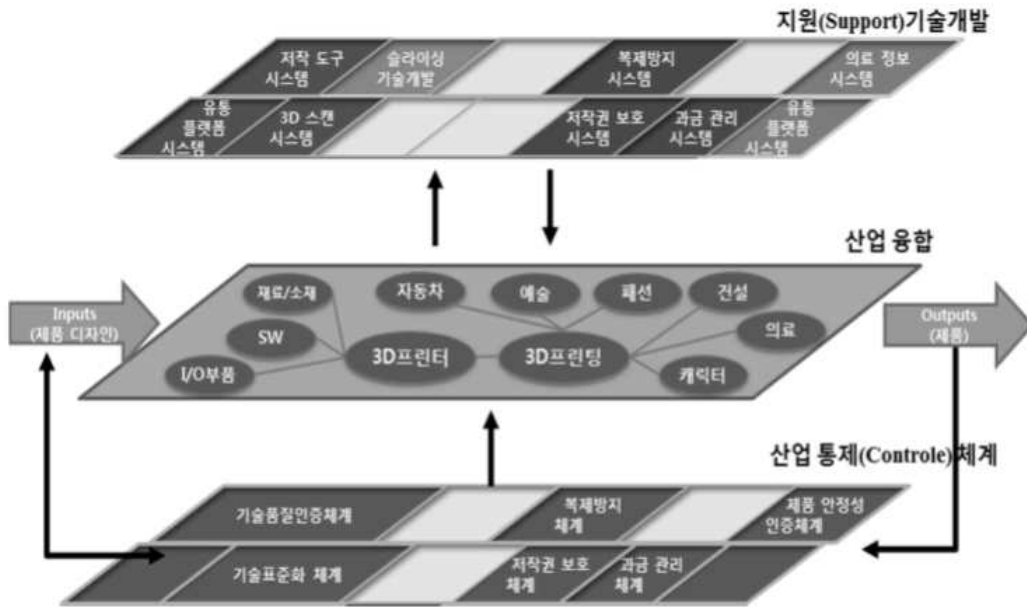 지원(Support)기술개발
저작 도구
시스템
슬라이싱
기술개발
복제방지
시스템
의료 정보
시스템
유통
플랫폼
시스템
3D 스캔
시스템
저작권 보호
시스템
과금 관리
시스템
유통
플랫폼
시스템
산업 융합
Inputs
(제품 디자인)
재료/소재
자동차
예술
패션
건설
SW
3D프린터
3D프린팅
의료
I/O부품
캐릭터
Outputs
(제품)
산업 통제(Controle)체계
기술품질인증체계
복제방지
체계
제품 안정성
인증체계
기술표준화 체계
저작권 보호
체계
과금 관리
체계